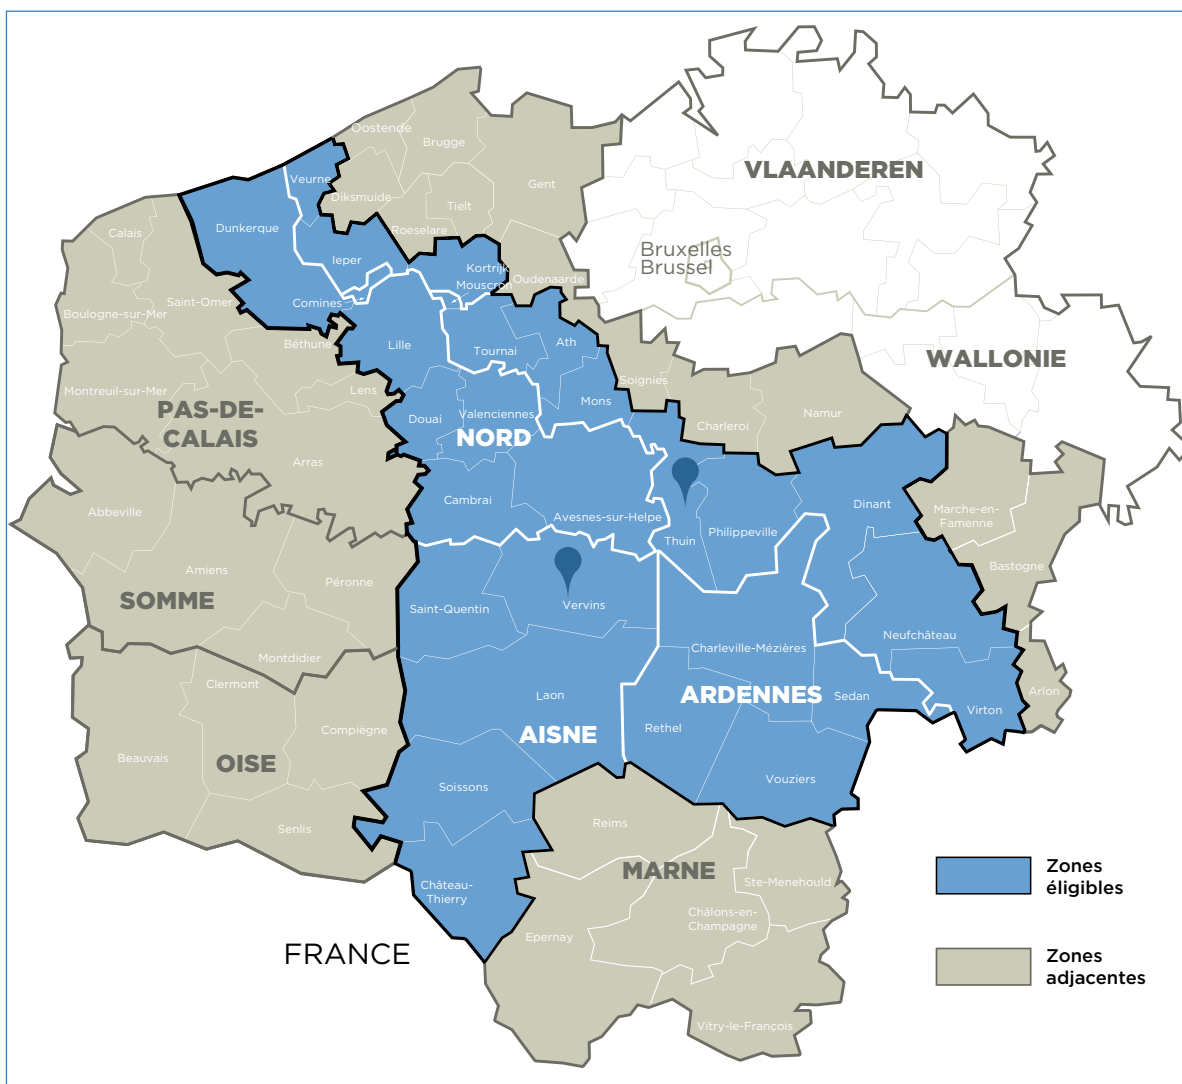 Oostende
Brugge
VLAANDEREN
Veurne
Diksmuide
Gent
Tielt
Dunkerque
Roeselare
Calais
Bruxelles
Brussel
Ieper
Kortrijk
Mouscron
Oudenaarde
Saint-Omer
Comines
Boulogne-sur-Mer
Béthune
Lille
Tournai
Ath
WALLONIE
Soignies
Montreuil-sur-Mer
Lens
Mons
PAS-DE-
CALAIS
Douai
Valenciennes
NORD
Charleroi
Namur
Arras
Cambrai
Dinant
Abbeville
Avesnes-sur-Helpe
Thuin
Philippeville
Marche-en-
Famenne
Bastogne
Amiens
Péronne
SOMME
Saint-Quentin
Vervins
Neufchâteau
Montdidier
Charleville-Mézières
Clermont
Laon
ARDENNES
Sedan
Arlon
Virton
Compiègne
Rethel
AISNE
Beauvais
OISE
Soissons
Vouziers
Senlis
Reims
MARNE
Ste-Menehould
Château-
Thierry
Châlons-en-
Champagne
Epernay
FRANCE
Vitry-le-François
Zones
éligibles
Zones
adjacentes